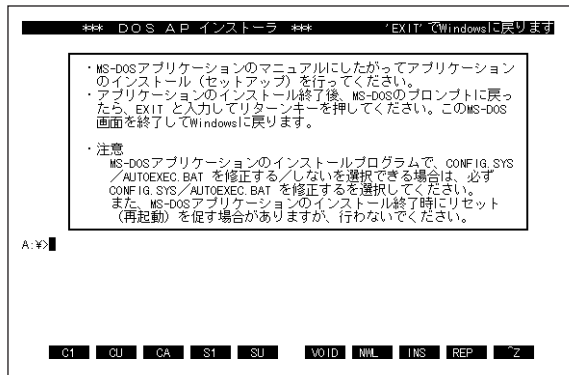 *** DOS AP インストーラ *** 'EXIT' でWindowsに戻ります
・MS-DOSアプリケーションのマニュアルにしたがってアプリケーション
のインストール（セットアップ）を行ってください。
・アプリケーションのインストール終了後、MS-DOSのプロンプトに戻っ
たら、EXIT と入力してリターンキーを押してください。このMS-DOS
画面を終了してWindowsに戻ります。
・注意
MS-DOSアプリケーションのインストールプログラムで、CONFIG.SYS
／AUTOEXEC.BAT を修正する／しないを選択できる場合は、必ず
CONFIG.SYS／AUTOEXEC.BAT を修正するを選択してください。
また、MS-DOSアプリケーションのインストール終了時にリセット
（再起動）を促す場合がありますが、行わないでください。
A:¥>
C1 CU CA S1 SU VOID NWL INS REP ^Z